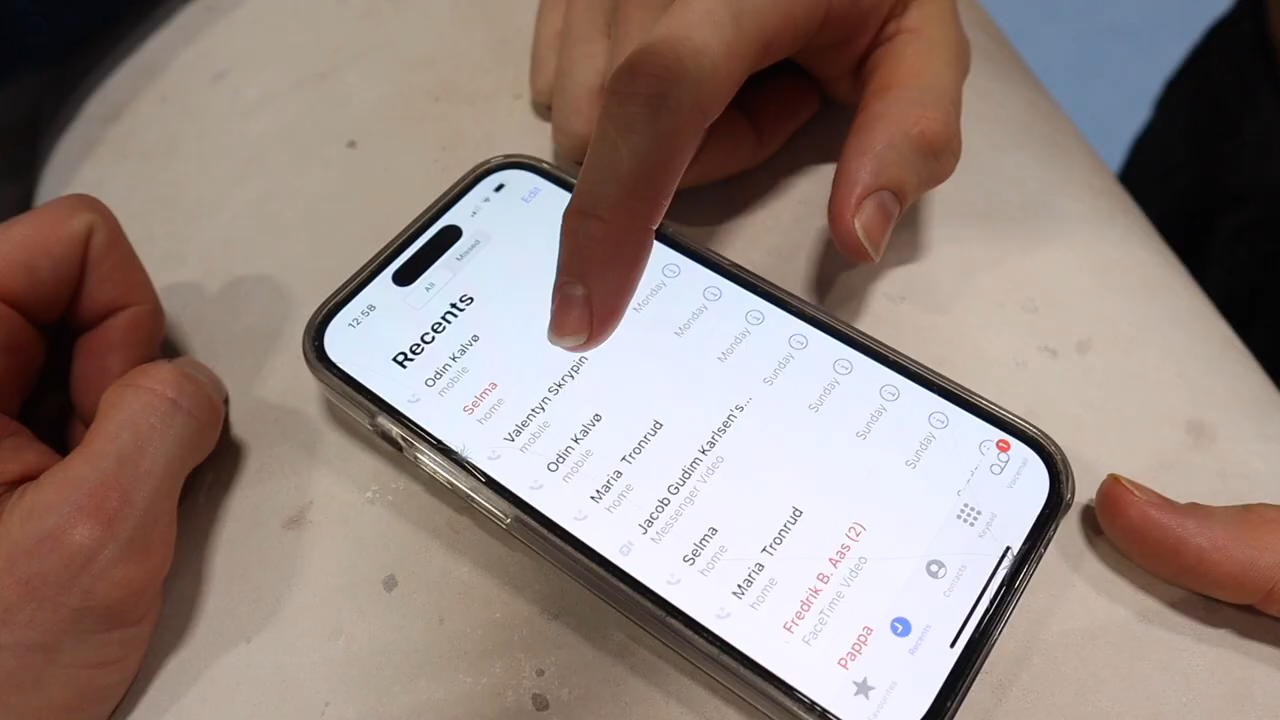 12:58
Edit
All
Missed
Recents
Odin Kalvø
mobile
Selma
home
Monday
Valentyn Skrypin
mobile
Monday
Odin Kalvø
mobile
Monday
Maria Tronrud
home
Sunday
Jacob Gudim Karlsen's...
Messenger Video
Sunday
Selma
home
Sunday
Maria Tronrud
home
Sunday
Fredrik B. Aas (2)
FaceTime Video
Pappa
Favourites
Recents
Contacts
Keypad
1
Voicemail